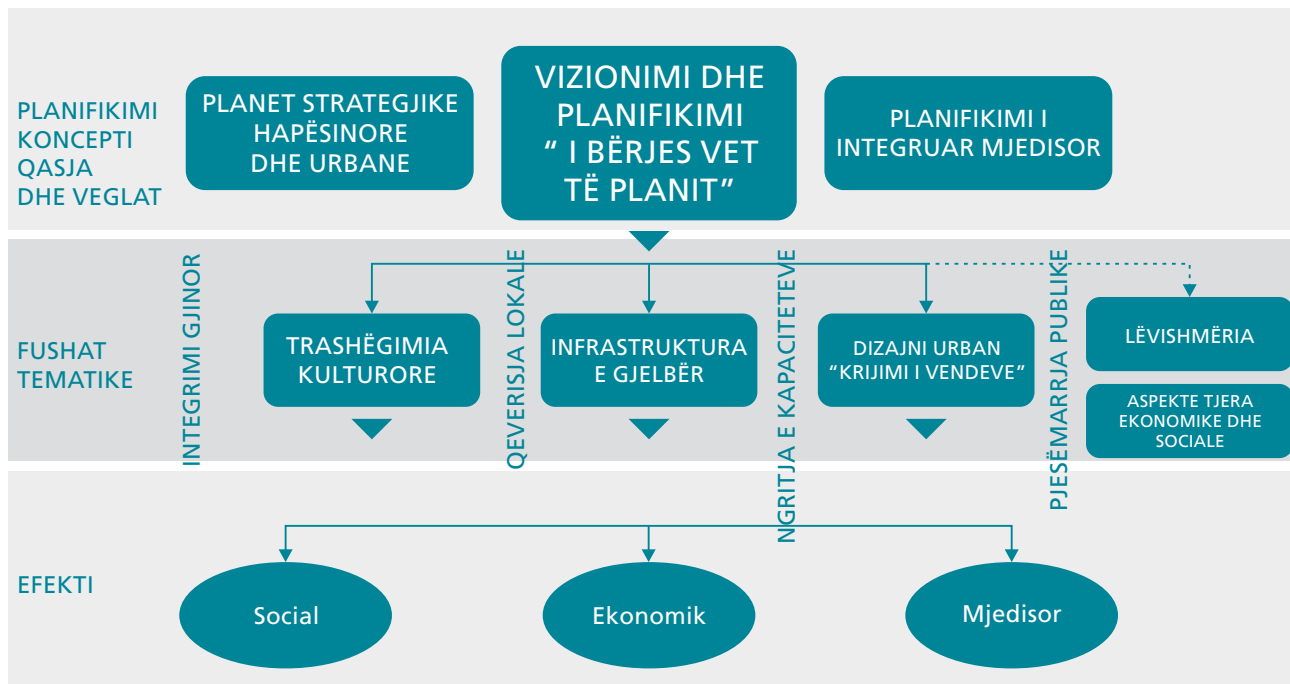 PLANIFIKIMI
KONCEPTI
QASJA
DHE VEGLAT
PLANET STRATEGJIKE
HAPËSINORE
DHE URBANE
VIZIONIMI DHE
PLANIFIKIMI
“ I BËRJES VET
TË PLANIT”
PLANIFIKIMI I
INTEGRUAR MJEDISOR
FUSHAT
TEMATIKE
INTEGRIMI GJINOR
TRASHËGIMIA
KULTURORE
QEVERISJA LOKALE
INFRASTRUKTURA
E GJELBËR
NGRITJA E KAPACITETEVE
DIZAJNI URBAN
“KRIJIMI I VENDEVE”
PJESËMARRJA PUBLIKE
LËVISHMËRIA
ASPEKTE TJERA
EKONOMIKE DHE
SOCIALE
EFEKTI
Social
Ekonomik
Mjedisor